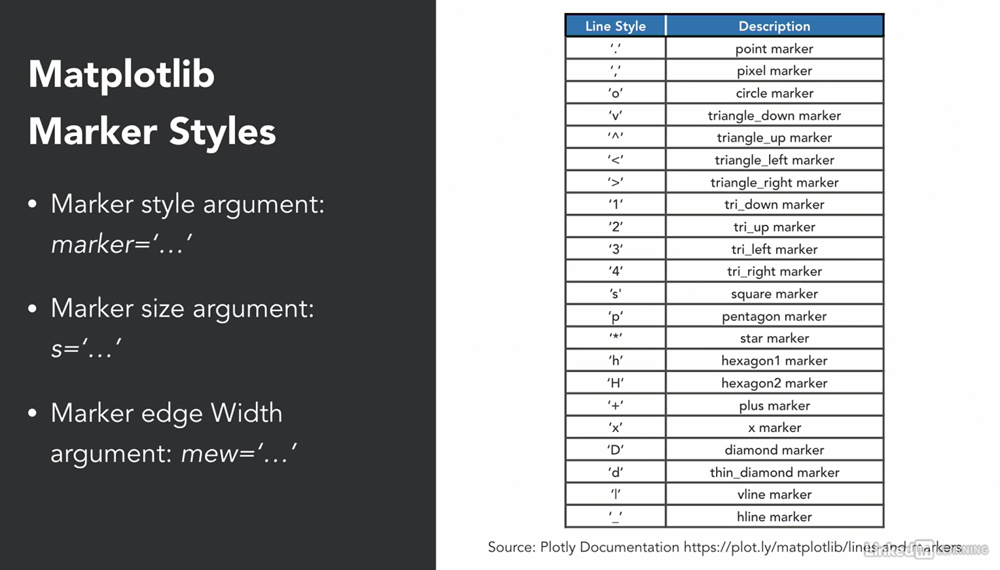 Matplotlib
Marker Styles
• Marker style argument:
marker=‘...’
• Marker size argument:
s=‘...’
• Marker edge Width
argument: mew=‘...’
Line Style Description
‘.’ point marker
‘,’ pixel marker
‘o’ circle marker
‘v’ triangle_down marker
‘^’ triangle_up marker
‘<’ triangle_left marker
‘>’ triangle_right marker
‘1’ tri_down marker
‘2’ tri_up marker
‘3’ tri_left marker
‘4’ tri_right marker
‘s' square marker
‘p’ pentagon marker
‘*’ star marker
‘h’ hexagon1 marker
‘H’ hexagon2 marker
‘+’ plus marker
‘x’ x marker
‘D’ diamond marker
‘d’ thin_diamond marker
‘|’ vline marker
‘_’ hline marker
Source: Plotly Documentation https://plot.ly/matplotlib/lines-and-markers
Linked in LEARNING